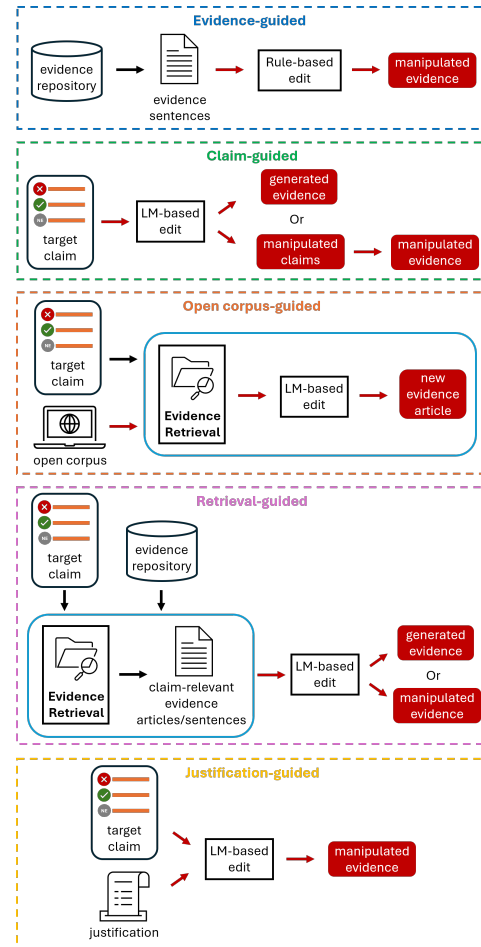 Evidence-guided
evidence
repository
evidence
sentences
Rule-based
edit
manipulated
evidence
Claim-guided
NE
target
claim
LM-based
edit
generated
evidence
Or
manipulated
claims
manipulated
evidence
Open corpus-guided
NE
target
claim
open corpus
Evidence
Retrieval
LM-based
edit
new
evidence
article
Retrieval-guided
NE
target
claim
evidence
repository
Evidence
Retrieval
claim-relevant
evidence
articles/sentences
LM-based
edit
generated
evidence
Or
manipulated
evidence
Justification-guided
NE
target
claim
justification
LM-based
edit
manipulated
evidence